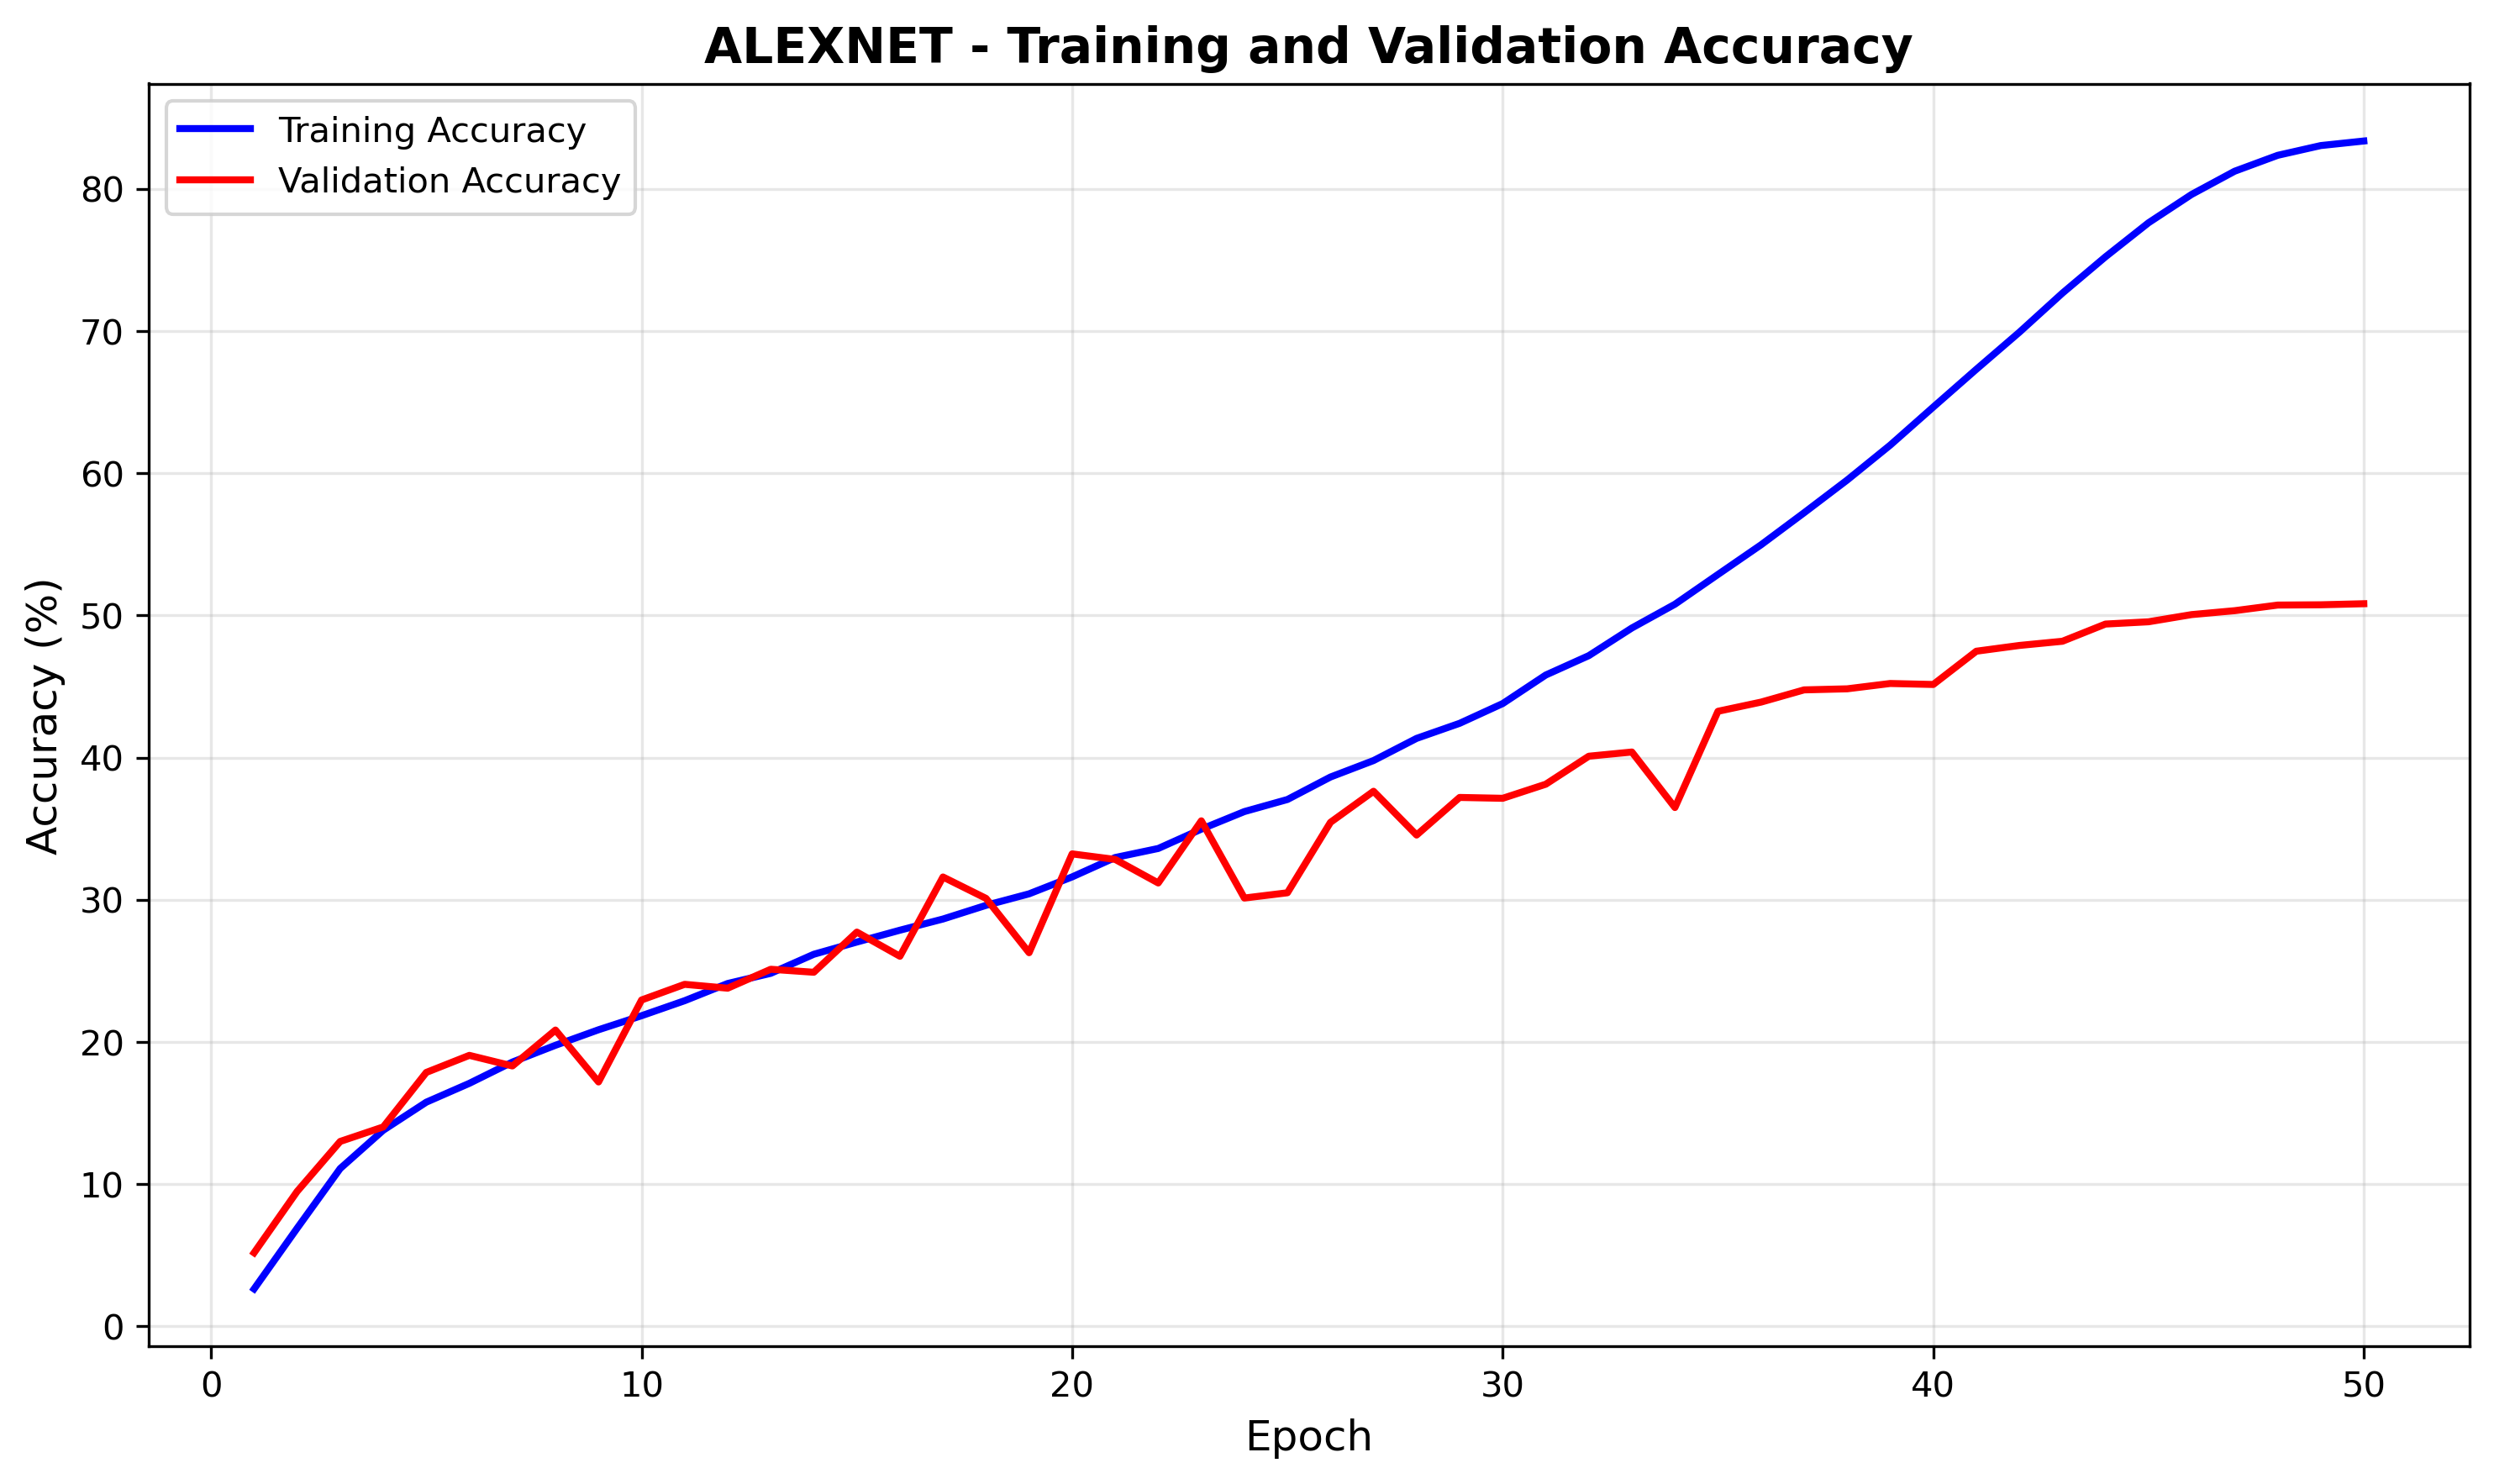 ALEXNET - Training and Validation Accuracy
Training Accuracy
Validation Accuracy
Accuracy (%)
80
70
60
50
40
30
20
10
0
0 10 20 30 40 50
Epoch